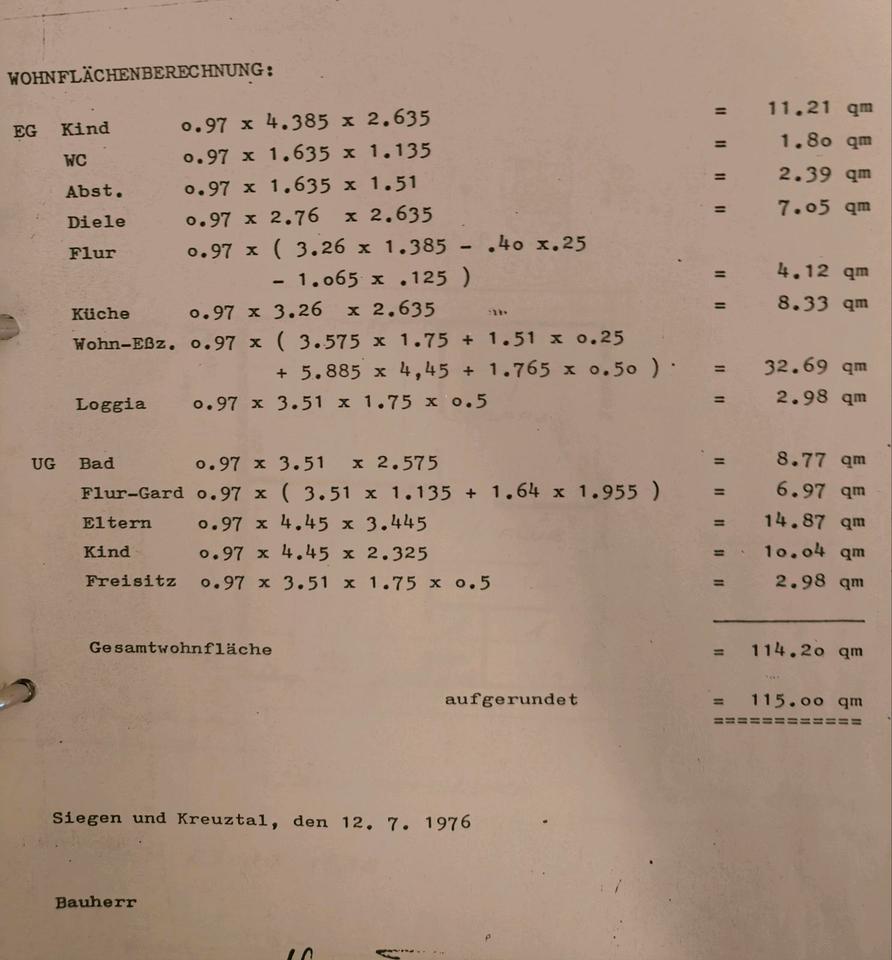 WOHNFLÄCHENBERECHNUNG:
EG Kind o.97 x 4.385 x 2.635 = 11.21 qm
WC o.97 x 1.635 x 1.135 = 1.8o qm
Abst. o.97 x 1.635 x 1.51 = 2.39 qm
Diele o.97 x 2.76 x 2.635 = 7.o5 qm
Flur o.97 x ( 3.26 x 1.385 - .4o x.25
- 1.o65 x .125 ) = 4.12 qm
Küche o.97 x 3.26 x 2.635 = 8.33 qm
Wohn-Eßz. o.97 x ( 3.575 x 1.75 + 1.51 x o.25
+ 5.885 x 4,45 + 1.765 x o.5o ) = 32.69 qm
Loggia o.97 x 3.51 x 1.75 x o.5 = 2.98 qm
UG Bad o.97 x 3.51 x 2.575 = 8.77 qm
Flur-Gard o.97 x ( 3.51 x 1.135 + 1.64 x 1.955 ) = 6.97 qm
Eltern o.97 x 4.45 x 3.445 = 14.87 qm
Kind o.97 x 4.45 x 2.325 = 1o.o4 qm
Freisitz o.97 x 3.51 x 1.75 x o.5 = 2.98 qm
Gesamtwohnfläche = 114.2o qm
aufgerundet = 115.oo qm
============
Siegen und Kreuztal, den 12. 7. 1976
Bauherr